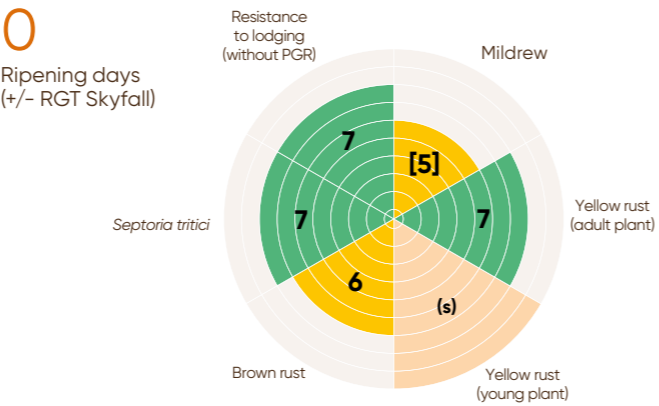 0
Ripening days
(+/- RGT Skyfall)
Resistance
to lodging
(without PGR)
Mildrew
7
[5]
Septoria tritici
7
7
Yellow rust
(adult plant)
6
(s)
Brown rust
Yellow rust
(young plant)